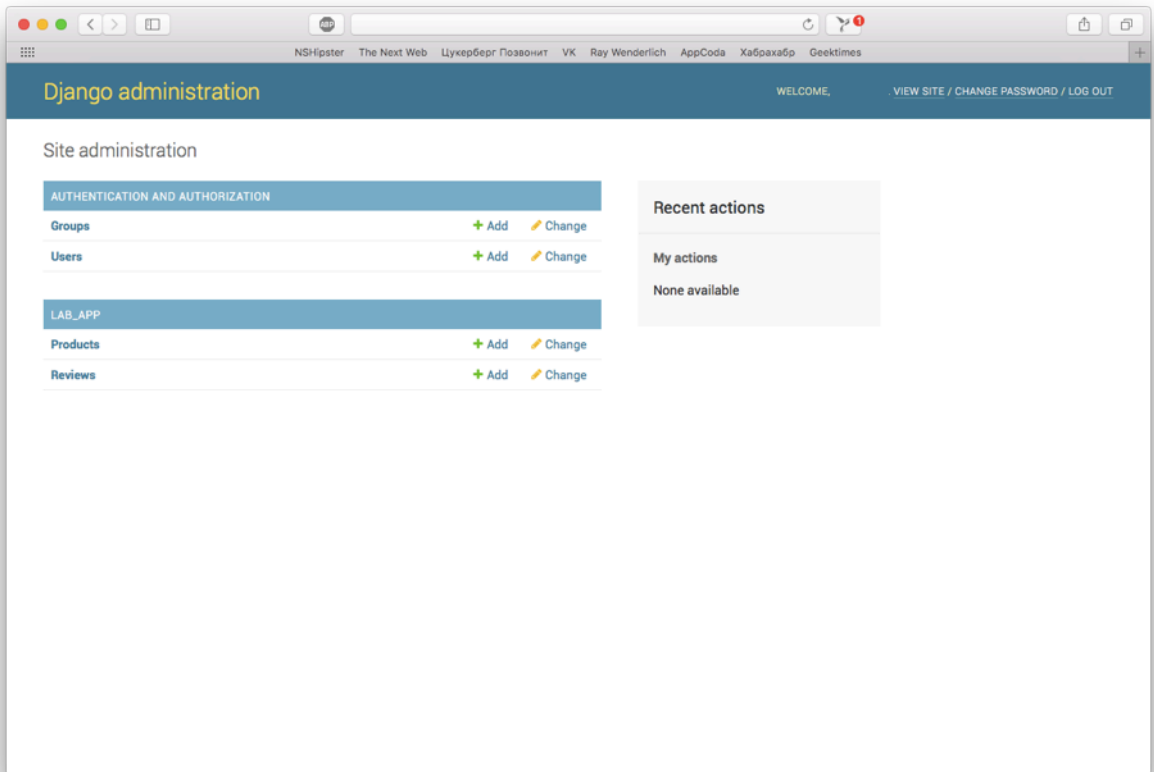 ABP
1
NSHipster The Next Web Цукерберг Позвонит VK Ray Wenderlich AppCoda Хабрахабр Geektimes
Django administration
WELCOME, . VIEW SITE / CHANGE PASSWORD / LOG OUT
Site administration
AUTHENTICATION AND AUTHORIZATION
Groups + Add Change
Users + Add Change
LAB_APP
Products + Add Change
Reviews + Add Change
Recent actions
My actions
None available